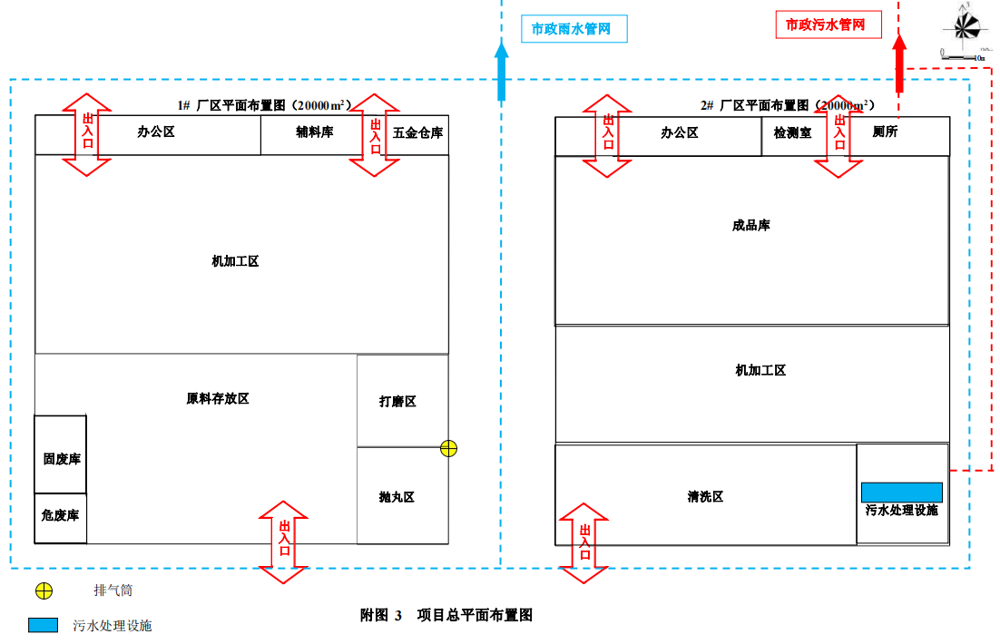 市政雨水管网
市政污水管网
0
10m
1# 厂区平面布置图（20000m²）
2# 厂区平面布置图（20000m²）
出入口
办公区
辅料库
出入口
五金仓库
出入口
办公区
检测室
出入口
厕所
机加工区
成品库
原料存放区
打磨区
机加工区
固废库
危废库
抛丸区
清洗区
污水处理设施
出入口
出入口
排气筒
污水处理设施
附图 3 项目总平面布置图